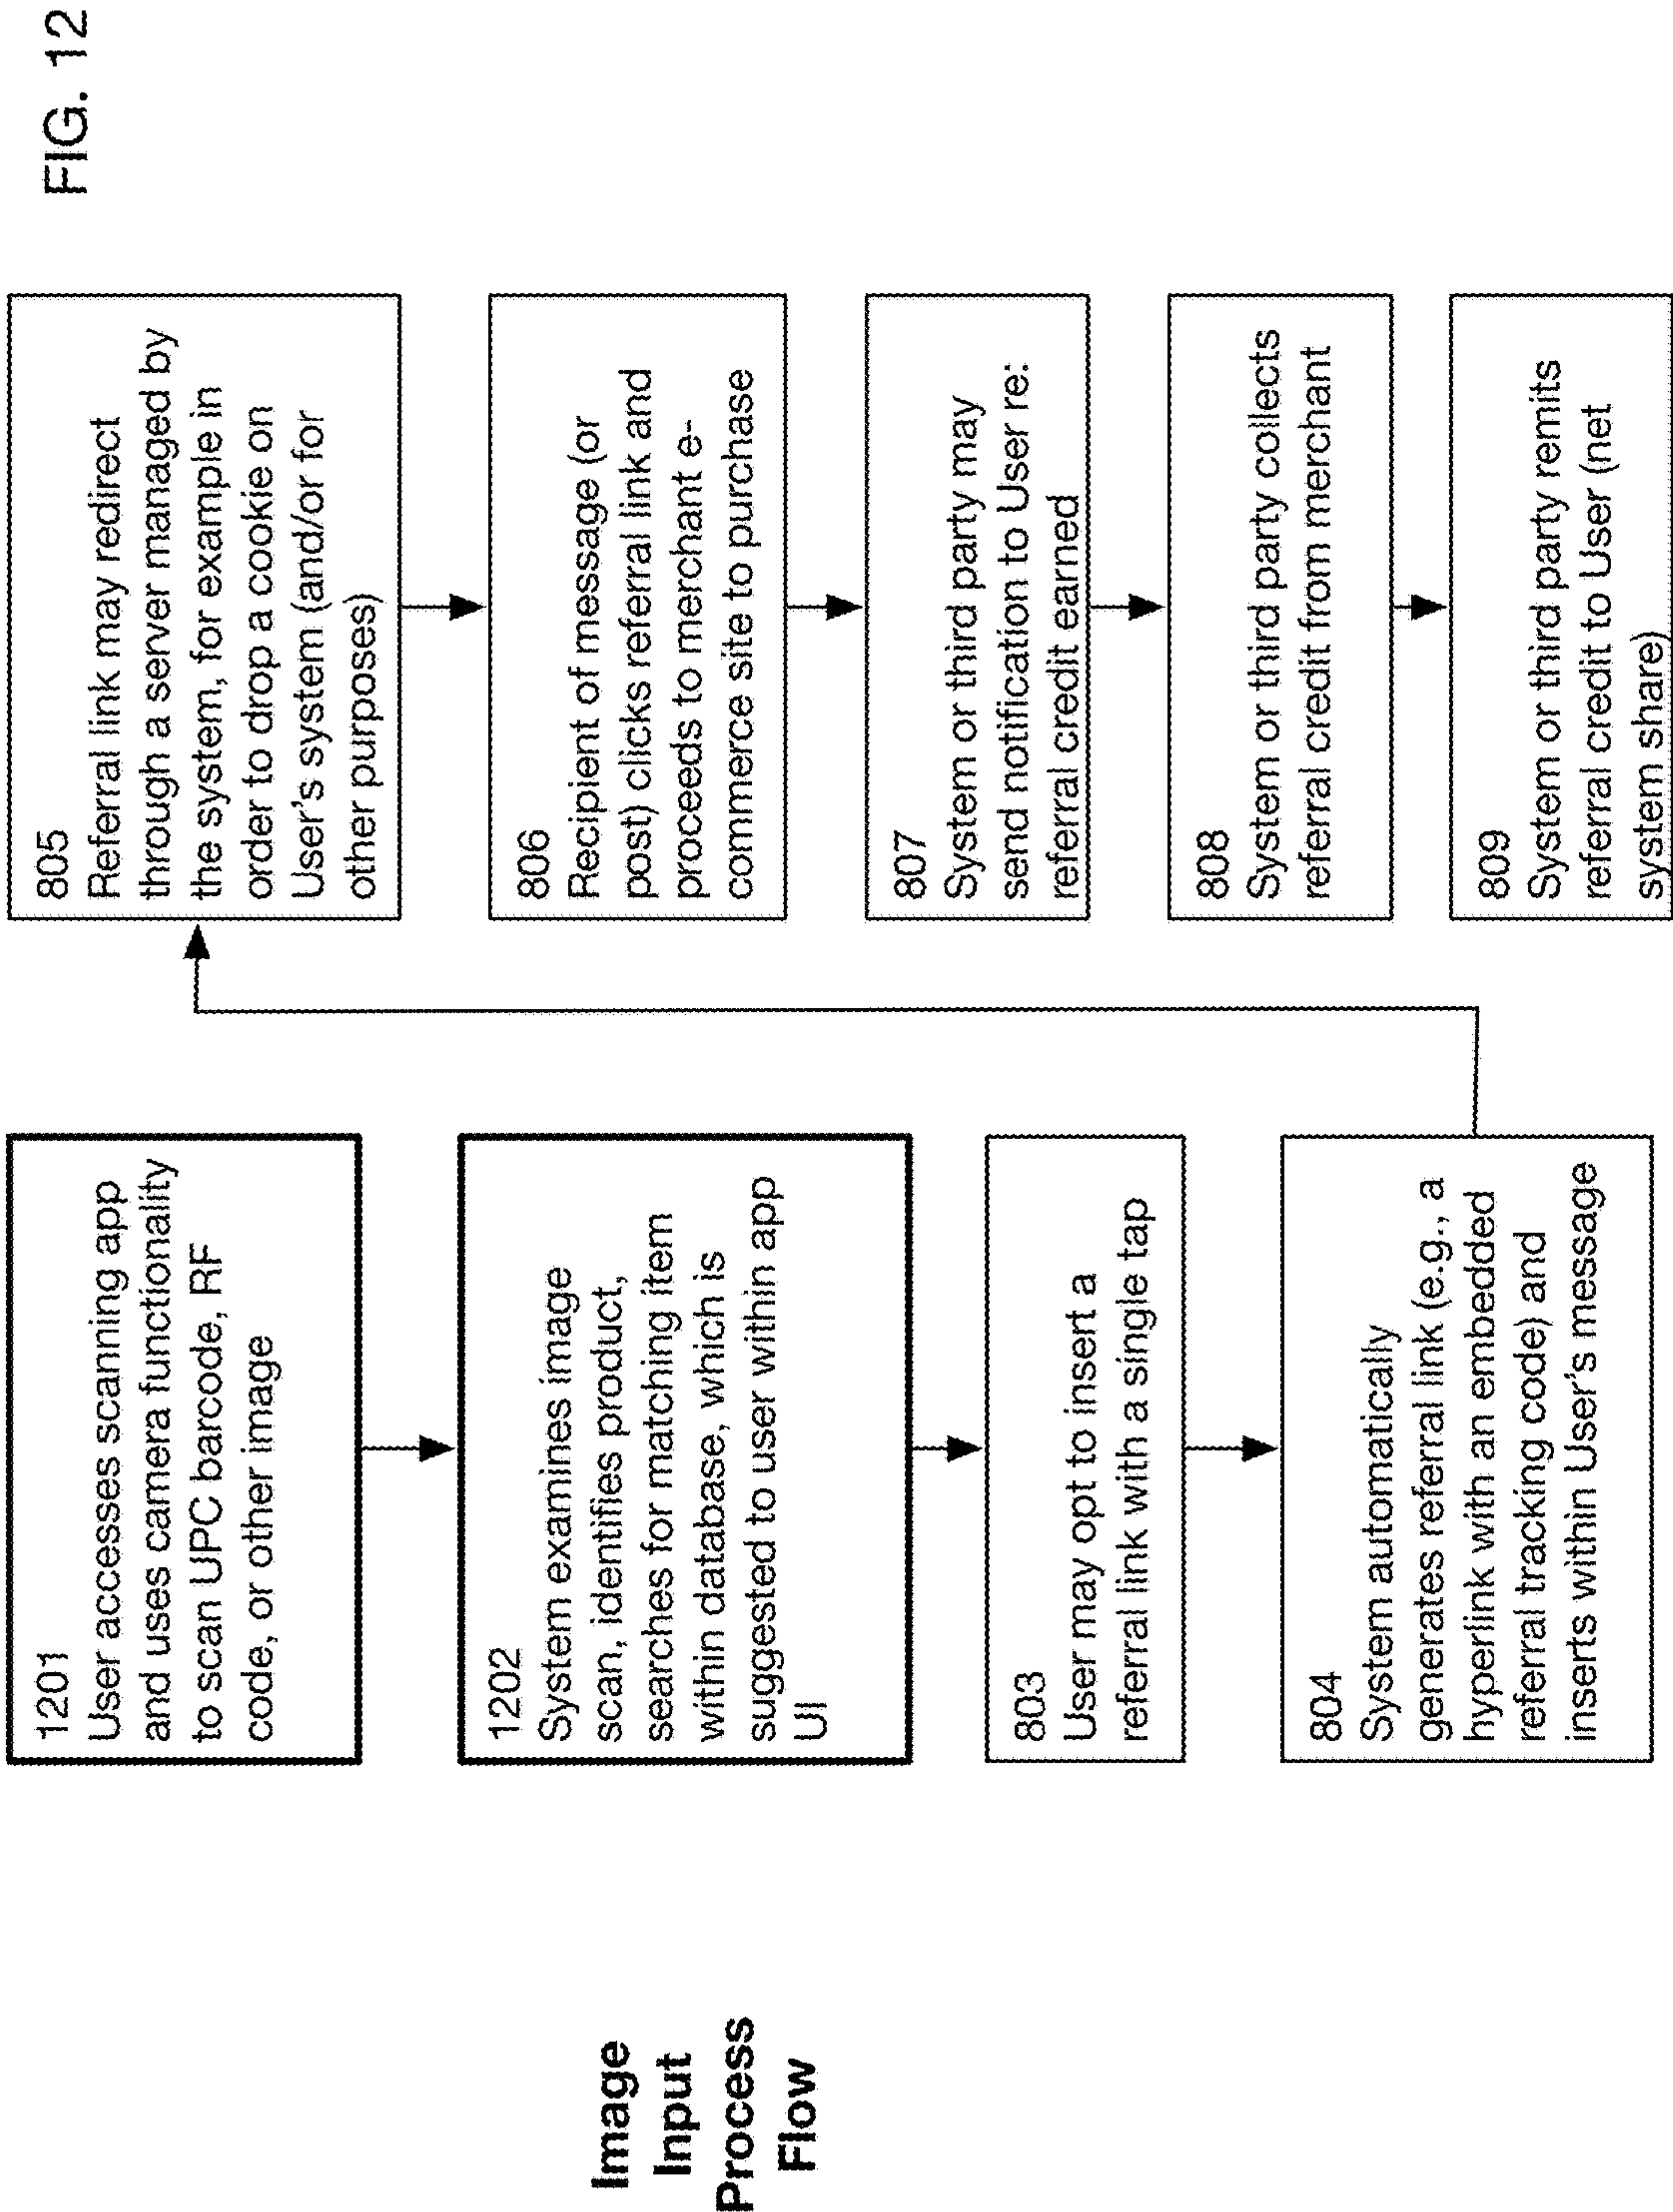 FIG. 12
Image
Input
Process
Flow
1201
User accesses scanning app
and uses camera functionality
to scan UPC barcode, RF
code, or other image
1202
System examines image
scan, identifies product,
searches for matching item
within database, which is
suggested to user within app
UI
803
User may opt to insert a
referral link with a single tap
804
System automatically
generates referral link (e.g., a
hyperlink with an embedded
referral tracking code) and
inserts within User's message
805
Referral link may redirect
through a server managed by
the system, for example in
order to drop a cookie on
User's system (and/or for
other purposes)
806
Recipient of message (or
post) clicks referral link and
proceeds to merchant e-
commerce site to purchase
807
System or third party may
send notification to User re:
referral credit earned
808
System or third party collects
referral credit from merchant
809
System or third party remits
referral credit to User (net
system share)